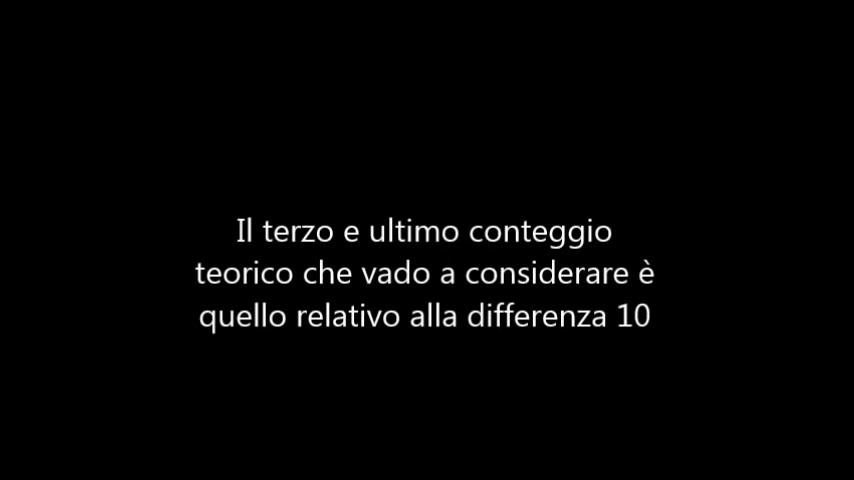 Il terzo e ultimo conteggio
teorico che vado a considerare è
quello relativo alla differenza 10